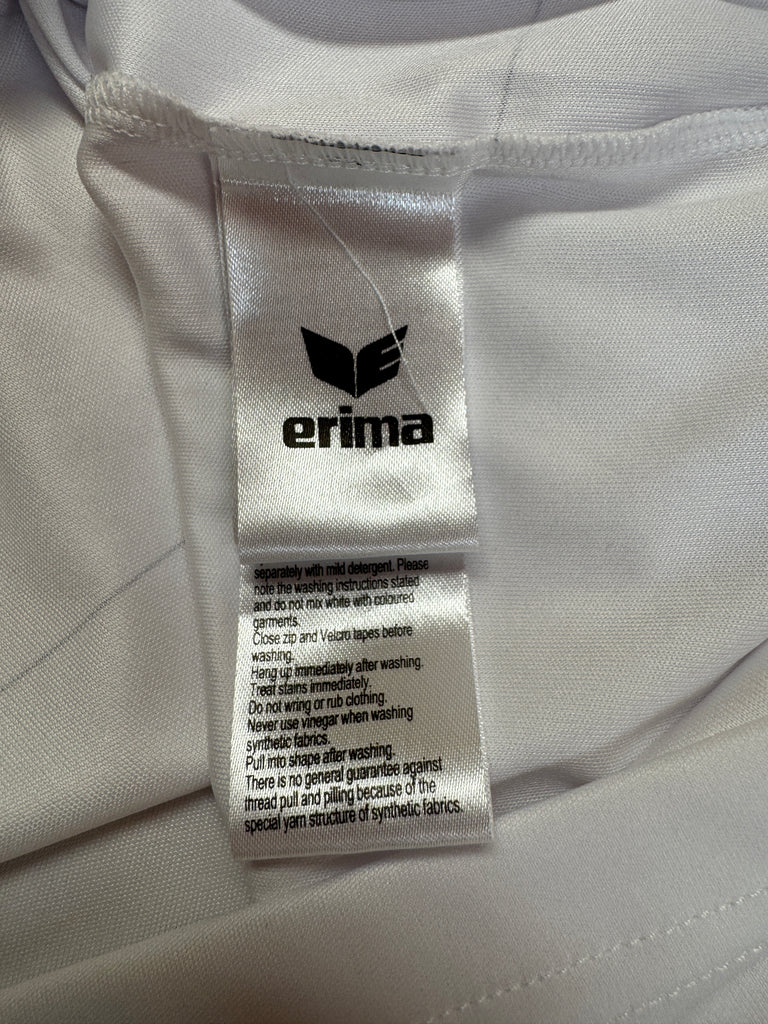 erima
separately with mild detergent. Please
note the washing instructions stated
and do not mix white with coloured
garments.
Close zip and Velcro tapes before
washing.
Hang up immediately after washing.
Treat stains immediately.
Do not wring or rub clothing.
Never use vinegar when washing
synthetic fabrics.
Pull into shape after washing.
There is no general guarantee against
thread pull and pilling because of the
special yarn structure of synthetic fabrics.